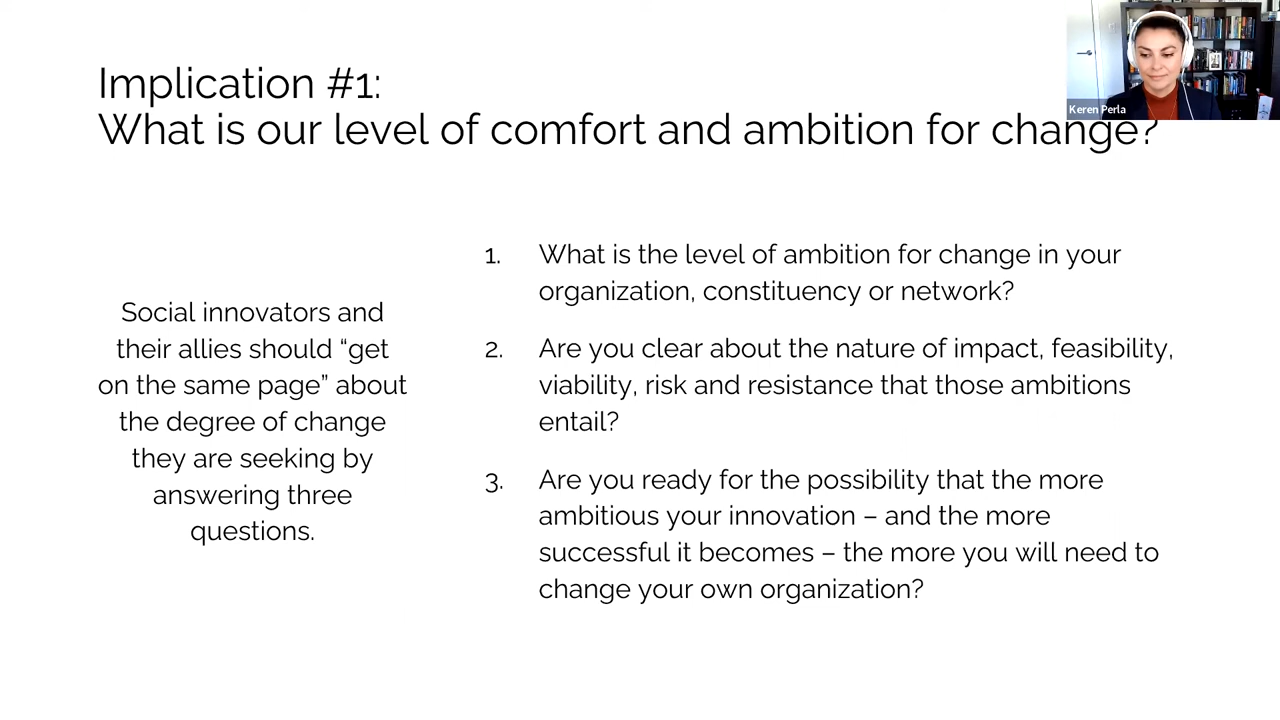 Implication #1:
What is our level of comfort and ambition for change?
Keren Perla
Social innovators and
their allies should “get
on the same page” about
the degree of change
they are seeking by
answering three
questions.
1. What is the level of ambition for change in your
organization, constituency or network?
2. Are you clear about the nature of impact, feasibility,
viability, risk and resistance that those ambitions
entail?
3. Are you ready for the possibility that the more
ambitious your innovation – and the more
successful it becomes – the more you will need to
change your own organization?